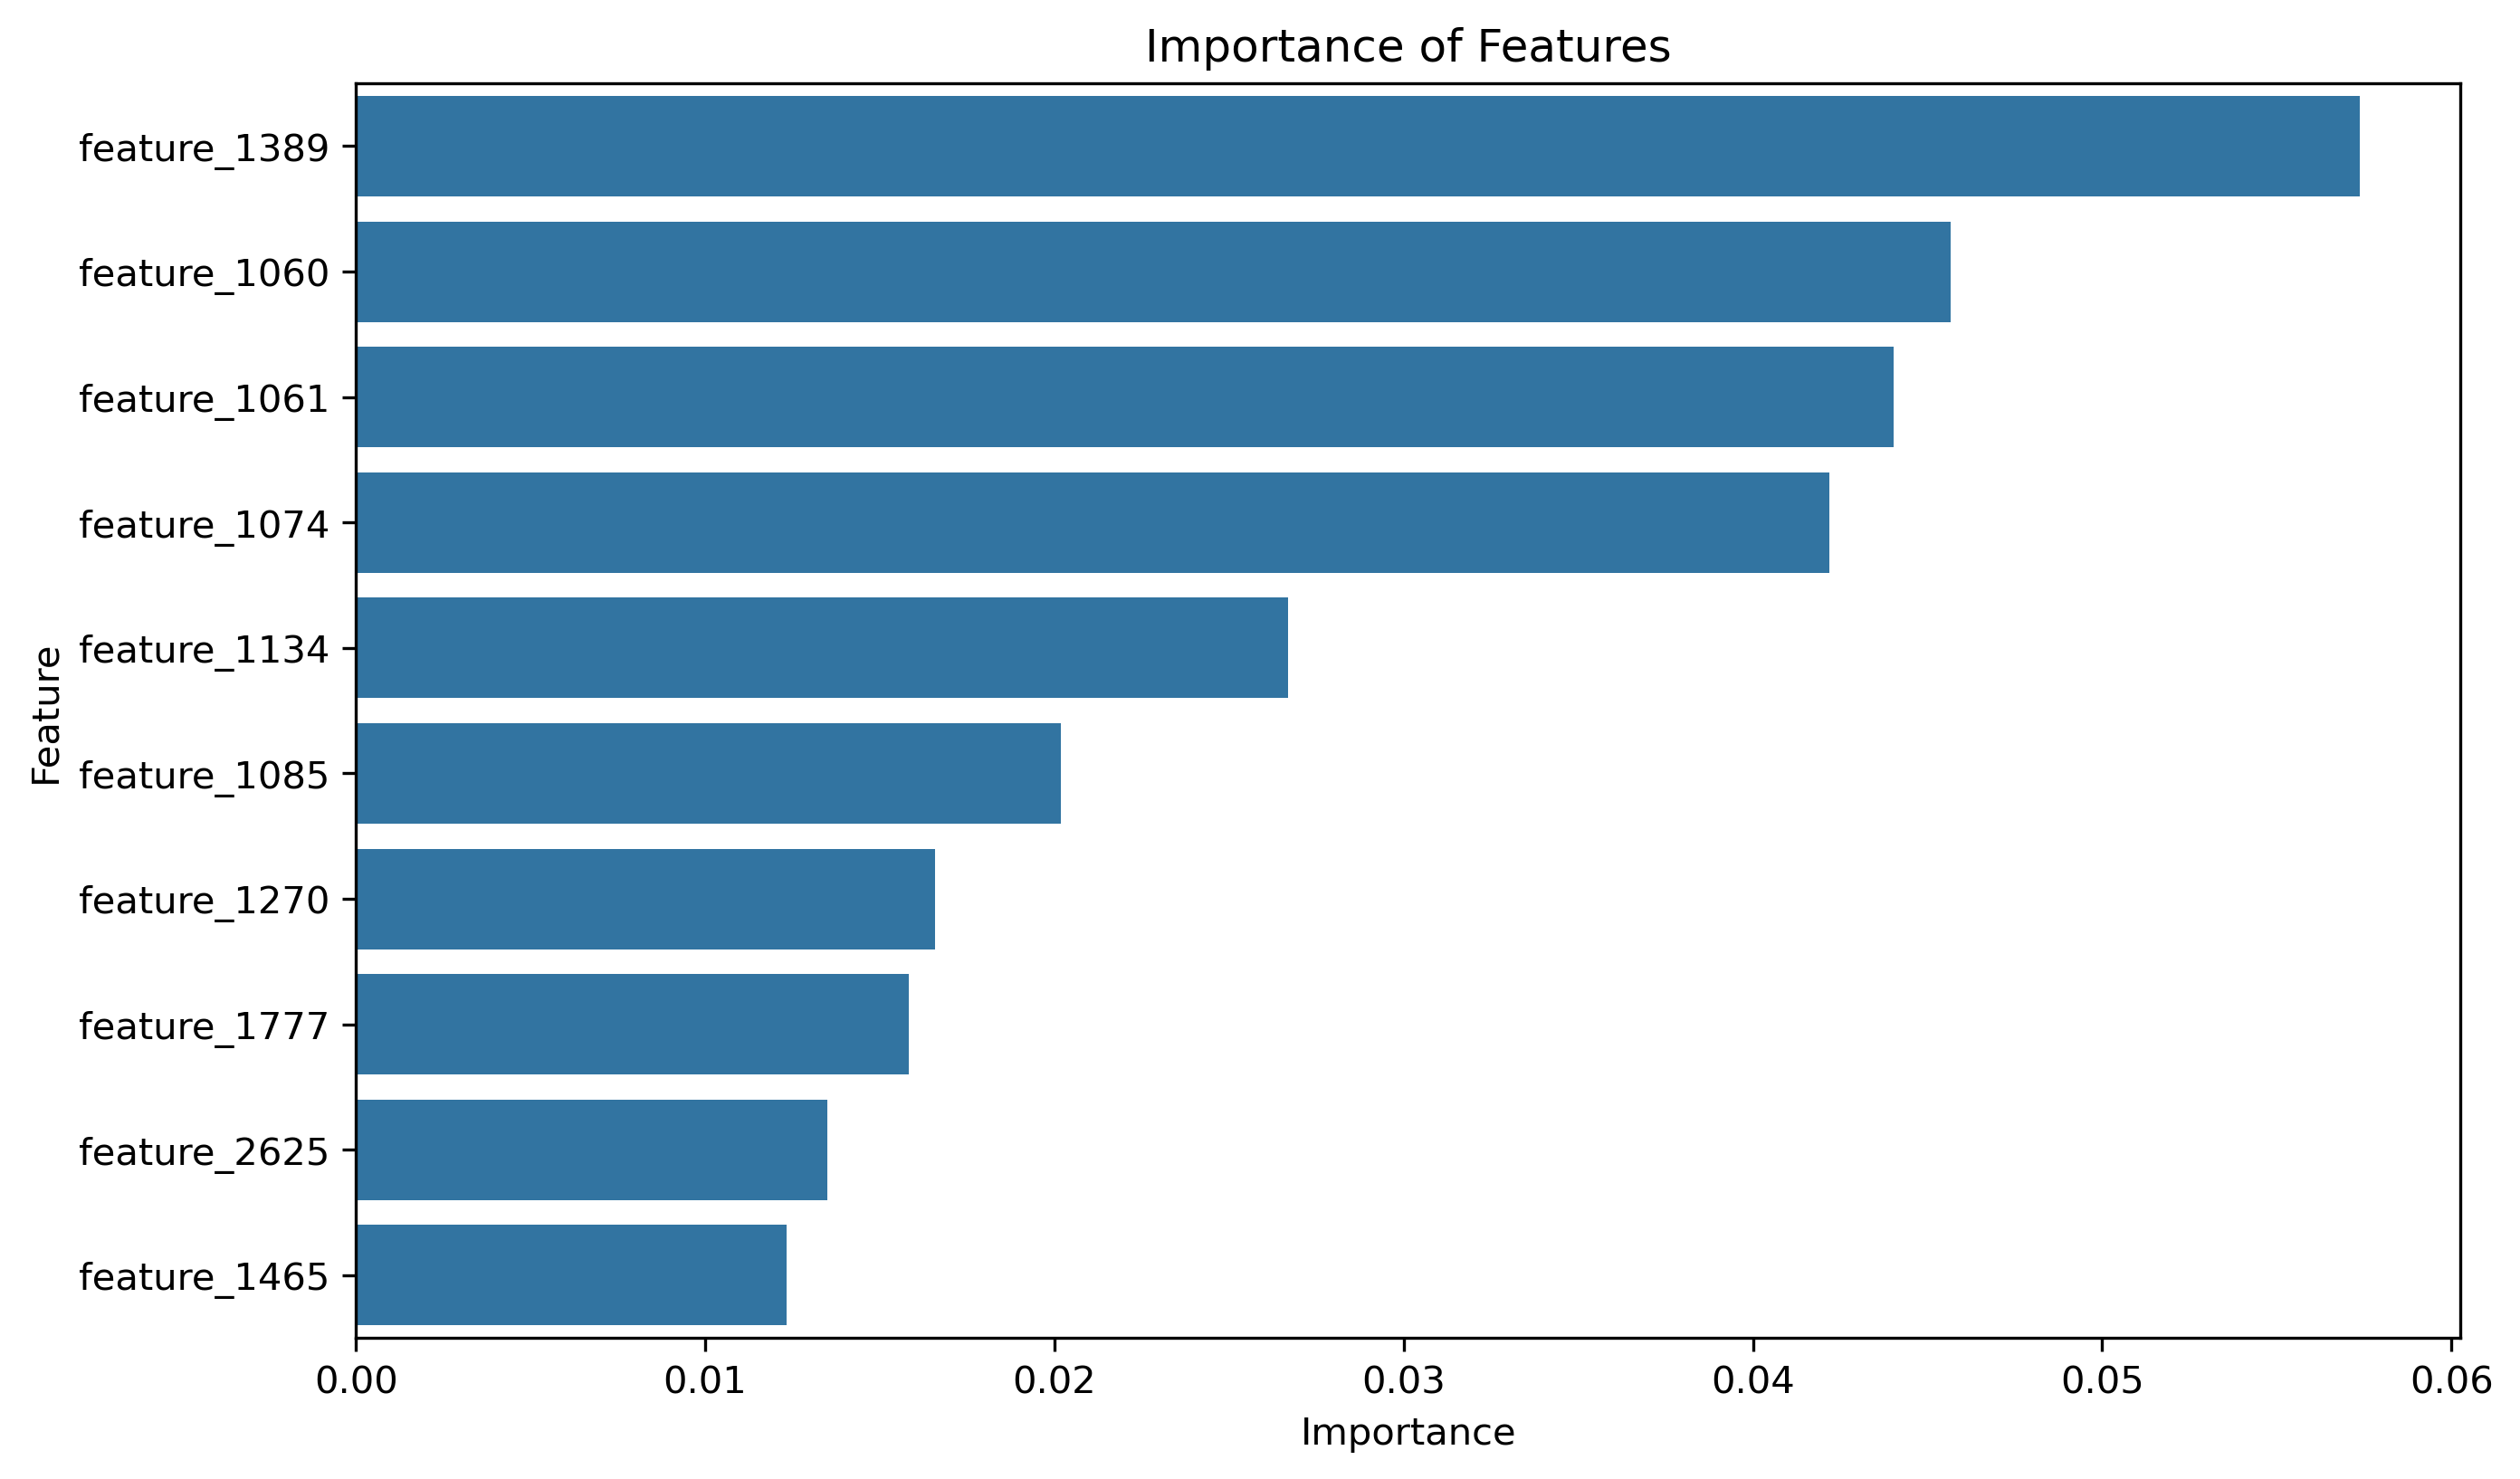 Importance of Features
Feature
feature_1389
feature_1060
feature_1061
feature_1074
feature_1134
feature_1085
feature_1270
feature_1777
feature_2625
feature_1465
0.00 0.01 0.02 0.03 0.04 0.05 0.06
Importance